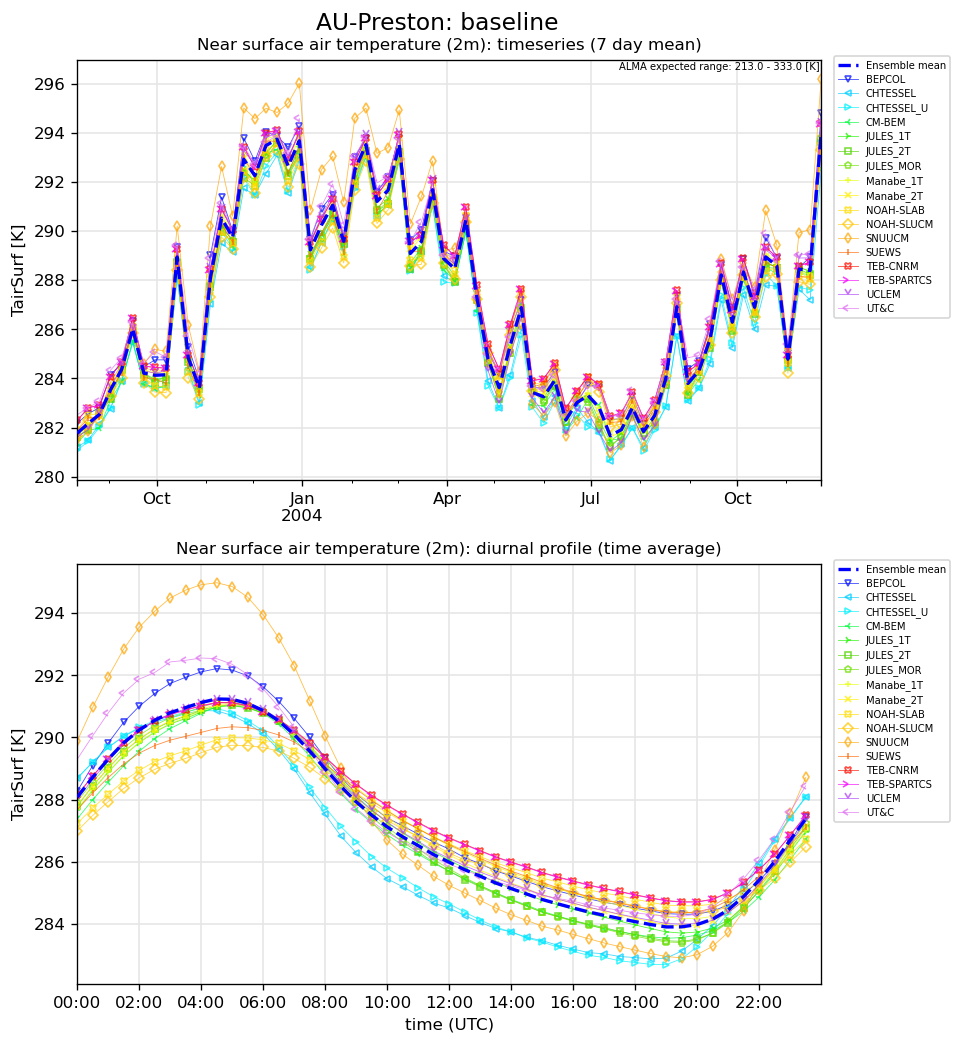 AU-Preston: baseline
Near surface air temperature (2m): timeseries (7 day mean)
ALMA expected range: 213.0 - 333.0 [K]
TairSurf [K]
296
294
292
290
288
286
284
282
280
Oct
Jan
2004
Apr
Jul
Oct
Ensemble mean
BEPCOL
CHTESSEL
CHTESSEL_U
CM-BEM
JULES_1T
JULES_2T
JULES_MOR
Manabe_1T
Manabe_2T
NOAH-SLAB
NOAH-SLUCM
SNUUCM
SUEWS
TEB-CNRM
TEB-SPARTCS
UCLEM
UT&C
Near surface air temperature (2m): diurnal profile (time average)
TairSurf [K]
294
292
290
288
286
284
00:00
02:00
04:00
06:00
08:00
10:00
12:00
14:00
16:00
18:00
20:00
22:00
time (UTC)
Ensemble mean
BEPCOL
CHTESSEL
CHTESSEL_U
CM-BEM
JULES_1T
JULES_2T
JULES_MOR
Manabe_1T
Manabe_2T
NOAH-SLAB
NOAH-SLUCM
SNUUCM
SUEWS
TEB-CNRM
TEB-SPARTCS
UCLEM
UT&C